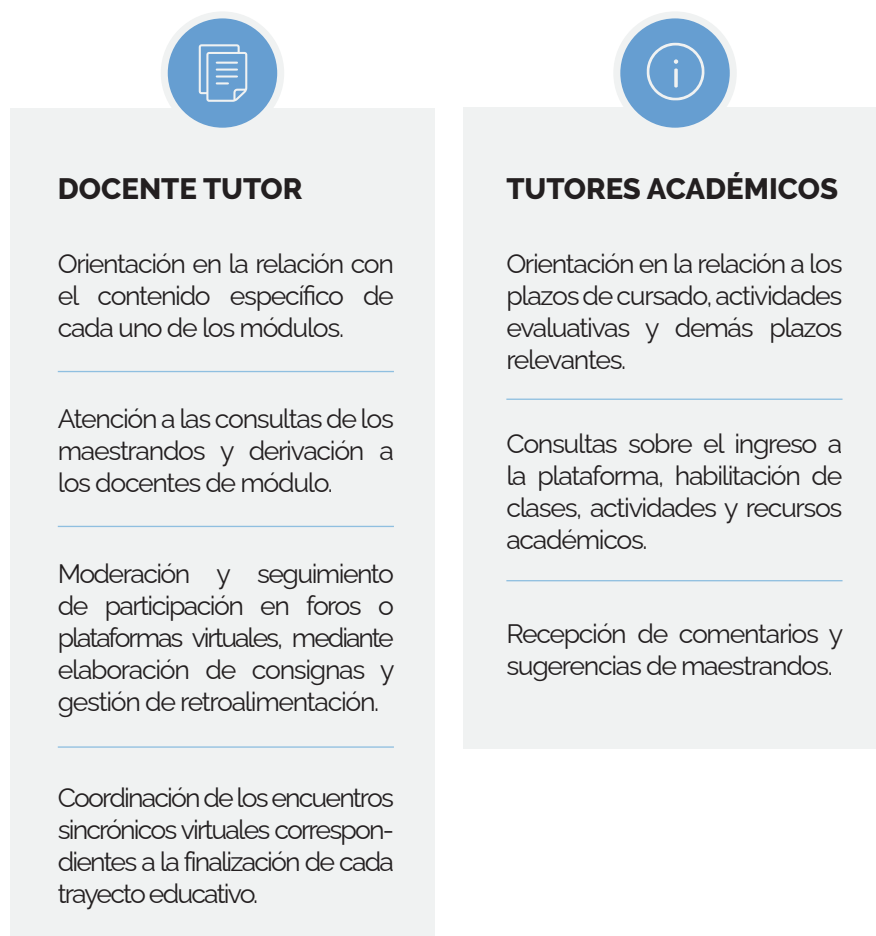 DOCENTE TUTOR
Orientación en la relación con
el contenido específico de
cada uno de los módulos.
Atención a las consultas de los
maestrandos y derivación a
los docentes de módulo.
Moderación y seguimiento
de participación en foros o
plataformas virtuales, mediante
elaboración de consignas y
gestión de retroalimentación.
Coordinación de los encuentros
sincrónicos virtuales correspon-
dientes a la finalización de cada
trayecto educativo.
TUTORES ACADÉMICOS
Orientación en la relación a los
plazos de cursado, actividades
evaluativas y demás plazos
relevantes.
Consultas sobre el ingreso a
la plataforma, habilitación de
clases, actividades y recursos
académicos.
Recepción de comentarios y
sugerencias de maestrandos.